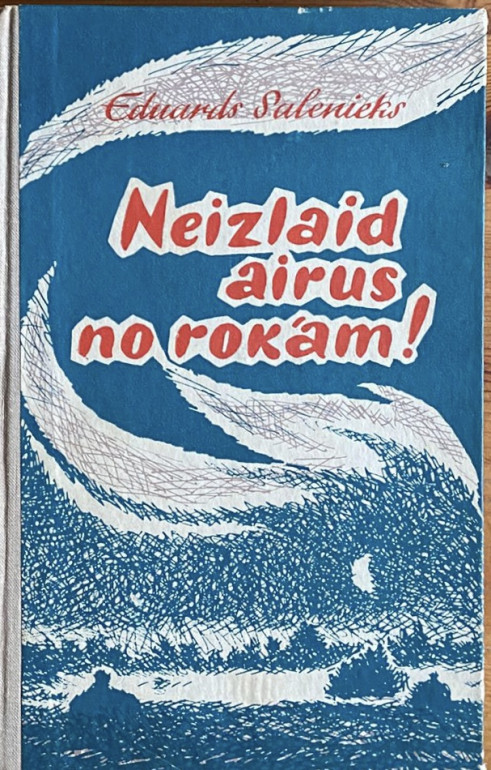 Eduards Salenieks
Neizlaid
airus
no rokām!